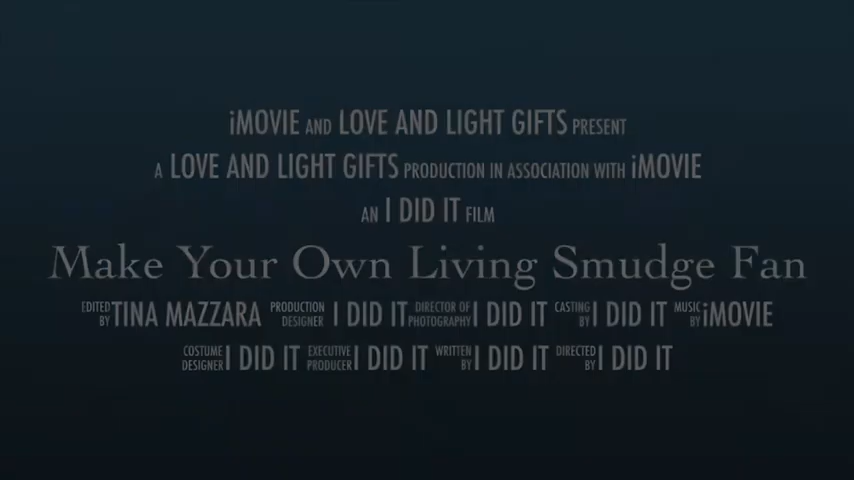 iMOVIE AND LOVE AND LIGHT GIFTS PRESENT
A LOVE AND LIGHT GIFTS PRODUCTION IN ASSOCIATION WITH iMOVIE
AN I DID IT FILM
Make Your Own Living Smudge Fan
EDITED BY TINA MAZZARA PRODUCTION DESIGNER I DID IT DIRECTOR OF PHOTOGRAPHY I DID IT CASTING BY I DID IT MUSIC BY iMOVIE
COSTUME DESIGNER I DID IT EXECUTIVE PRODUCER I DID IT WRITTEN BY I DID IT DIRECTED BY I DID IT